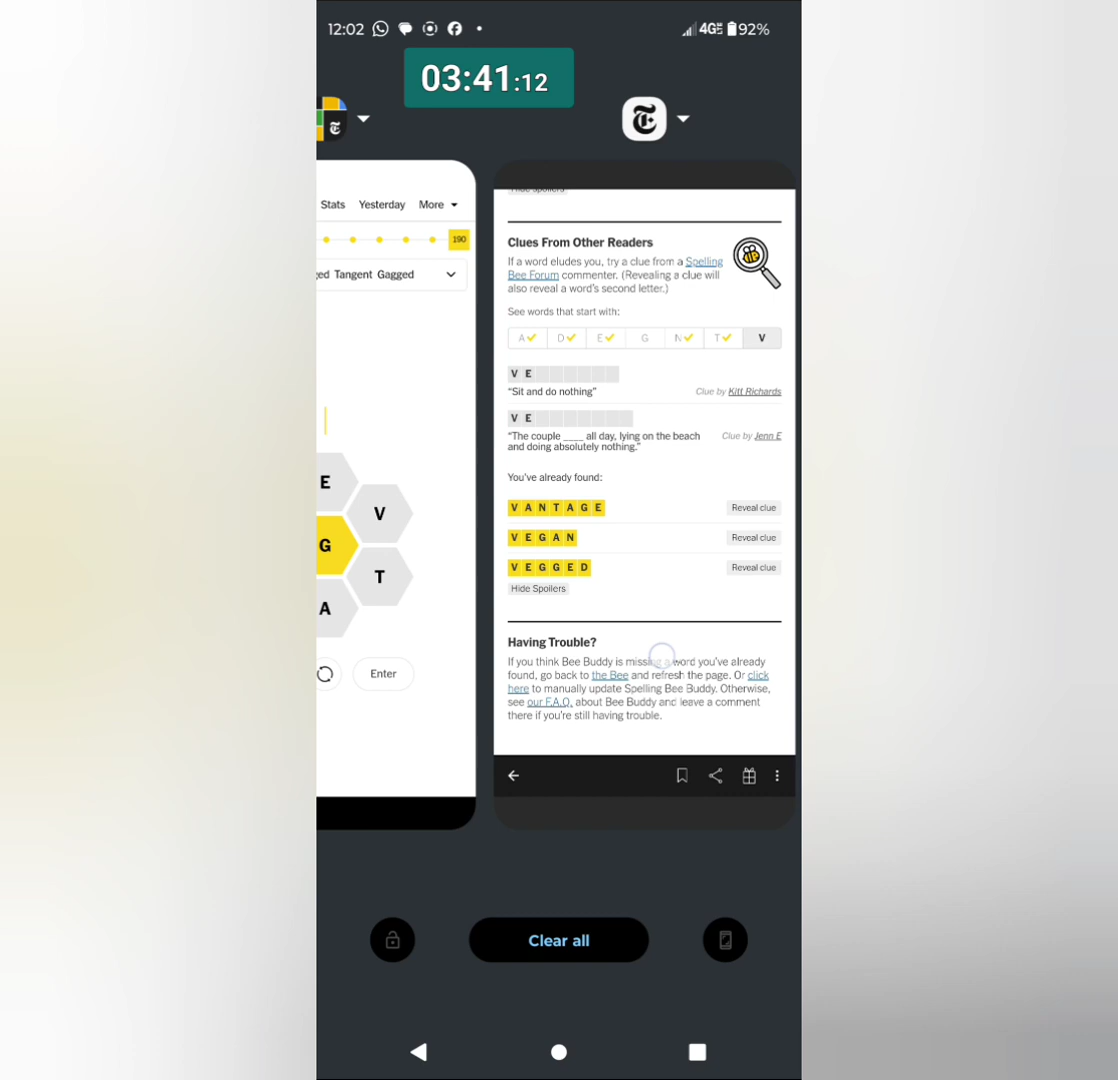 12:02 4G 92%
03:41:12
Stats Yesterday More
190
ed Tangent Gagged
E
V
G
T
A
Enter
Hide spoilers
Clues From Other Readers
If a word eludes you, try a clue from a Spelling
Bee Forum commenter. (Revealing a clue will
also reveal a word's second letter.)
See words that start with:
A D E G N T V
V E
“Sit and do nothing” Clue by Kitt Richards
V E
“The couple ____ all day, lying on the beach Clue by Jenn E
and doing absolutely nothing.”
You've already found:
VANTAGE Reveal clue
VEGAN Reveal clue
VEGGED Reveal clue
Hide Spoilers
Having Trouble?
If you think Bee Buddy is missing a word you've already
found, go back to the Bee and refresh the page. Or click
here to manually update Spelling Bee Buddy. Otherwise,
see our F.A.Q. about Bee Buddy and leave a comment
there if you're still having trouble.
Clear all